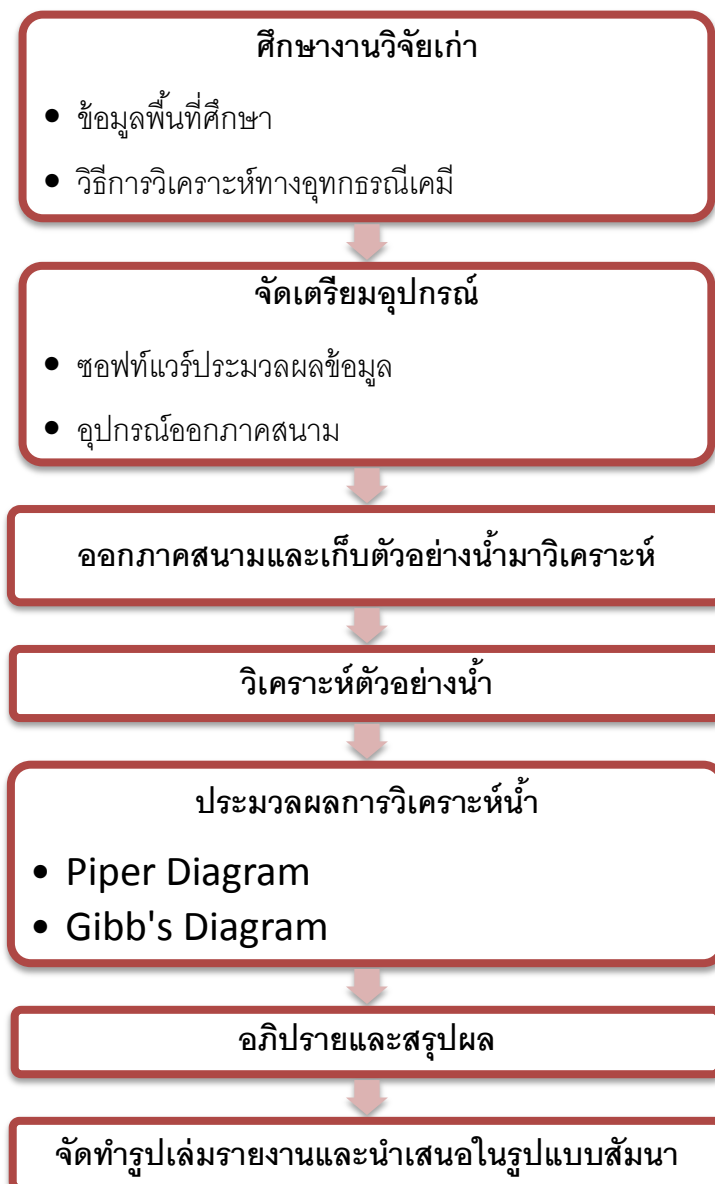 ศึกษางานวิจัยเก่า
• ข้อมูลพื้นที่ศึกษา
• วิธีการวิเคราะห์ทางอุทกธรณีเคมี
จัดเตรียมอุปกรณ์
• ซอฟท์แวร์ประมวลผลข้อมูล
• อุปกรณ์ออกภาคสนาม
ออกภาคสนามและเก็บตัวอย่างน้ำมาวิเคราะห์
วิเคราะห์ตัวอย่างน้ำ
ประมวลผลการวิเคราะห์น้ำ
• Piper Diagram
• Gibb's Diagram
อภิปรายและสรุปผล
จัดทำรูปเล่มรายงานและนำเสนอในรูปแบบสัมนา